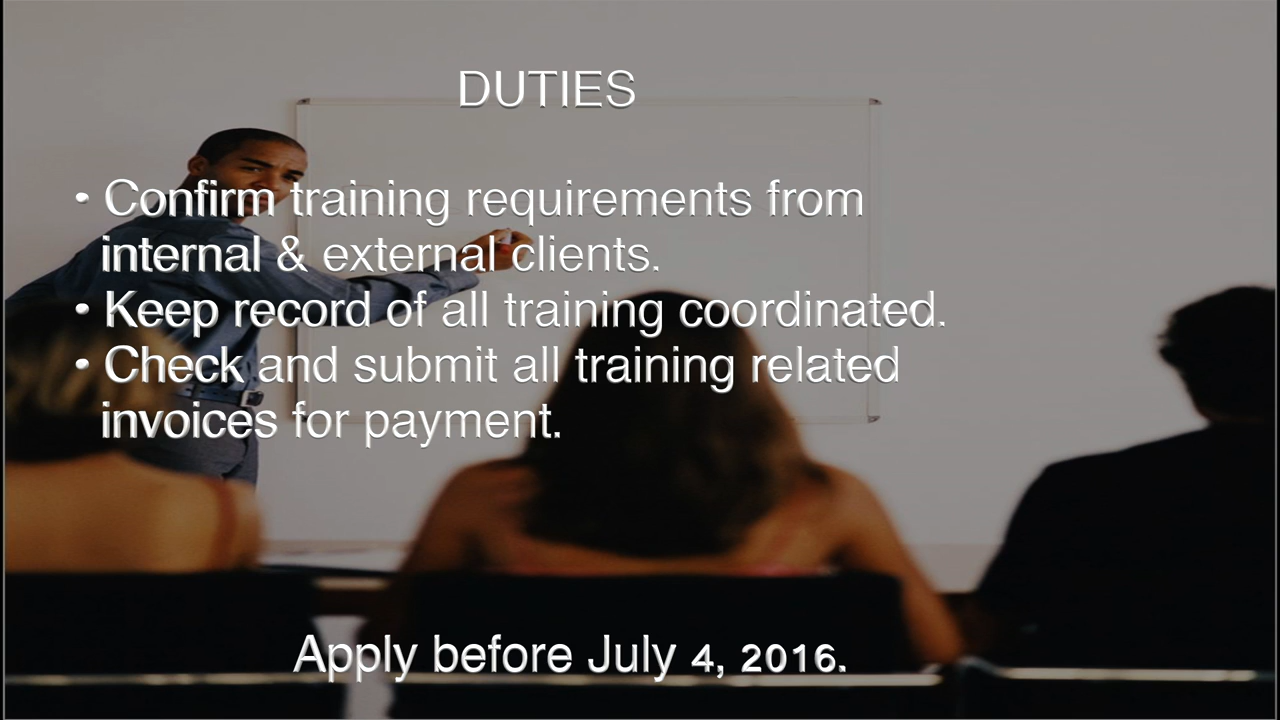 DUTIES
• Confirm training requirements from
internal & external clients.
• Keep record of all training coordinated.
• Check and submit all training related
invoices for payment.
Apply before July 4, 2016.